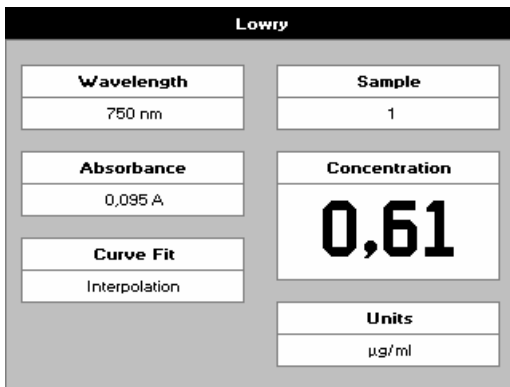 Lowry
Wavelength
750 nm
Sample
1
Absorbance
0,095 A
Concentration
0,61
Curve Fit
Interpolation
Units
µg/ml